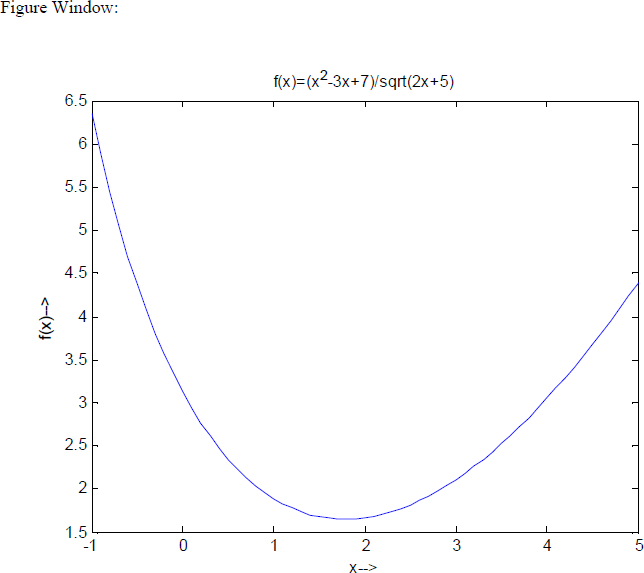 Figure Window:
f(x)=(x2-3x+7)/sqrt(2x+5)
6.5
6
5.5
5
4.5
4
3.5
3
2.5
2
1.5
f(x)-->
-1 0 1 2 3 4 5
x-->